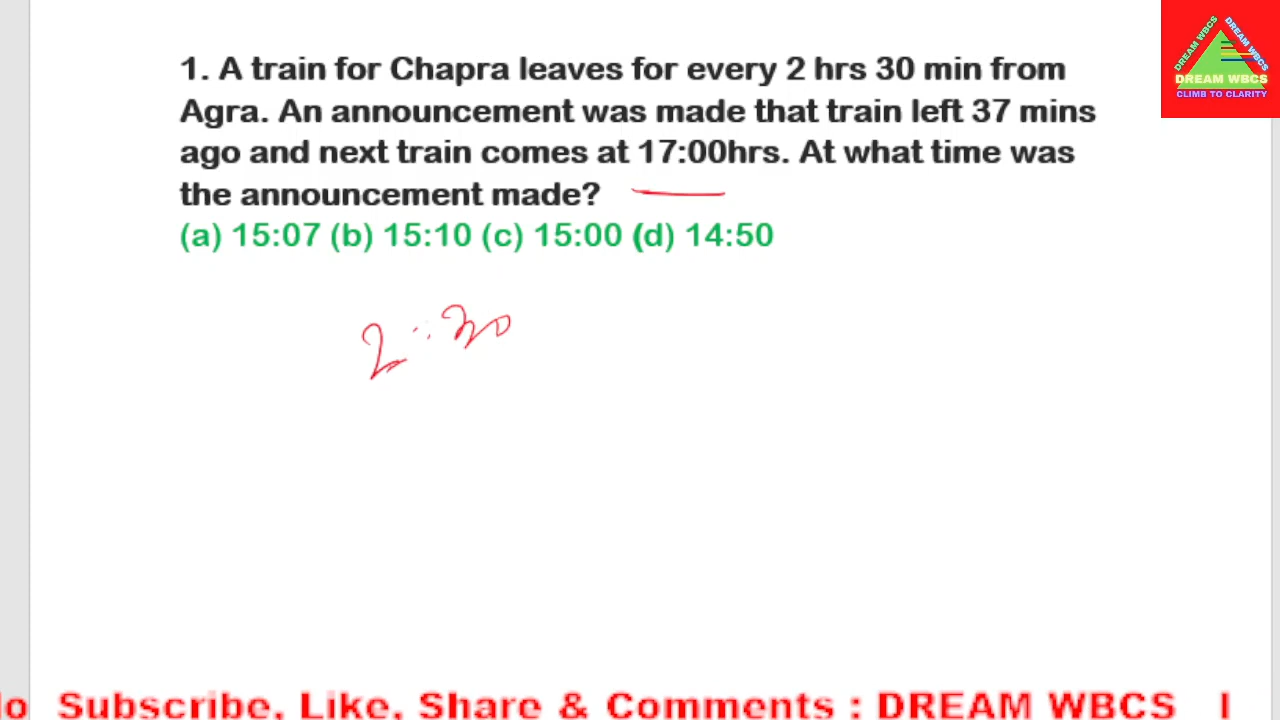 DREAM WBCS
DREAM WBCS
DREAM WBCS
CLIMB TO CLARITY
1. A train for Chapra leaves for every 2 hrs 30 min from
Agra. An announcement was made that train left 37 mins
ago and next train comes at 17:00hrs. At what time was
the announcement made?
(a) 15:07 (b) 15:10 (c) 15:00 (d) 14:50
2:30
Subscribe, Like, Share & Comments : DREAM WBCS